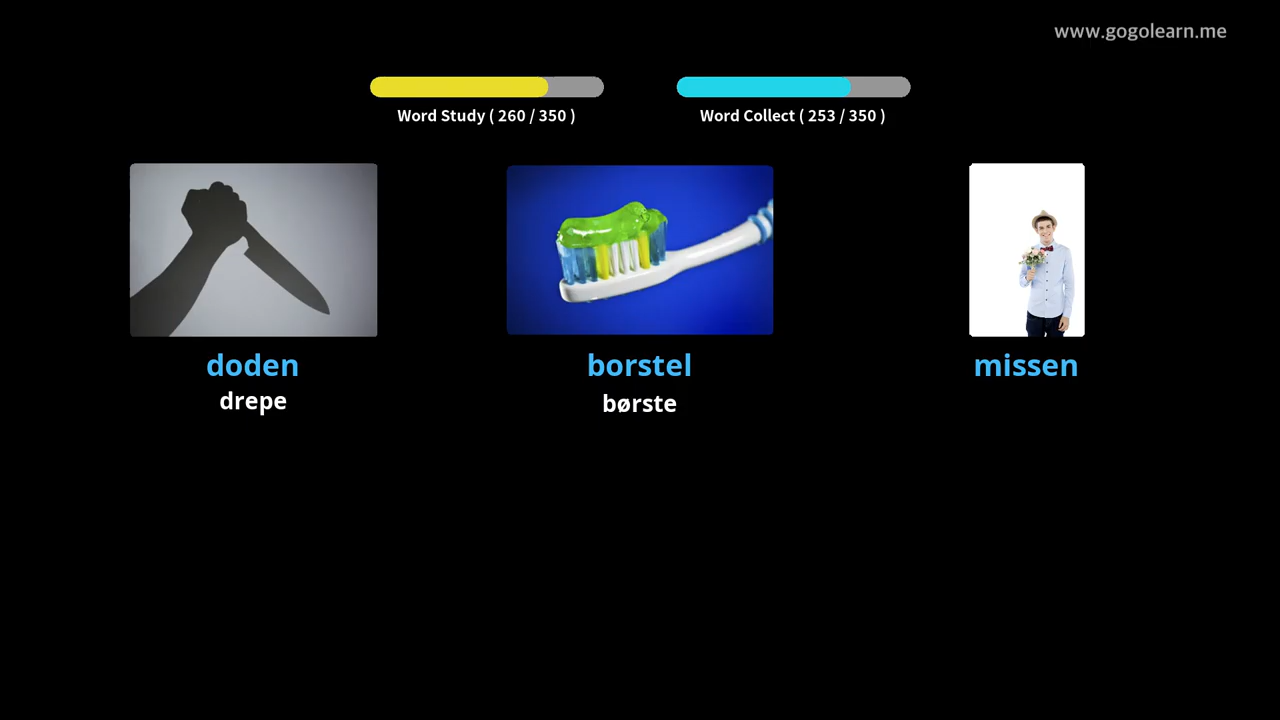 www.gogolearn.me
Word Study ( 260 / 350 )
Word Collect ( 253 / 350 )
doden
borstel
missen
drepe
børste